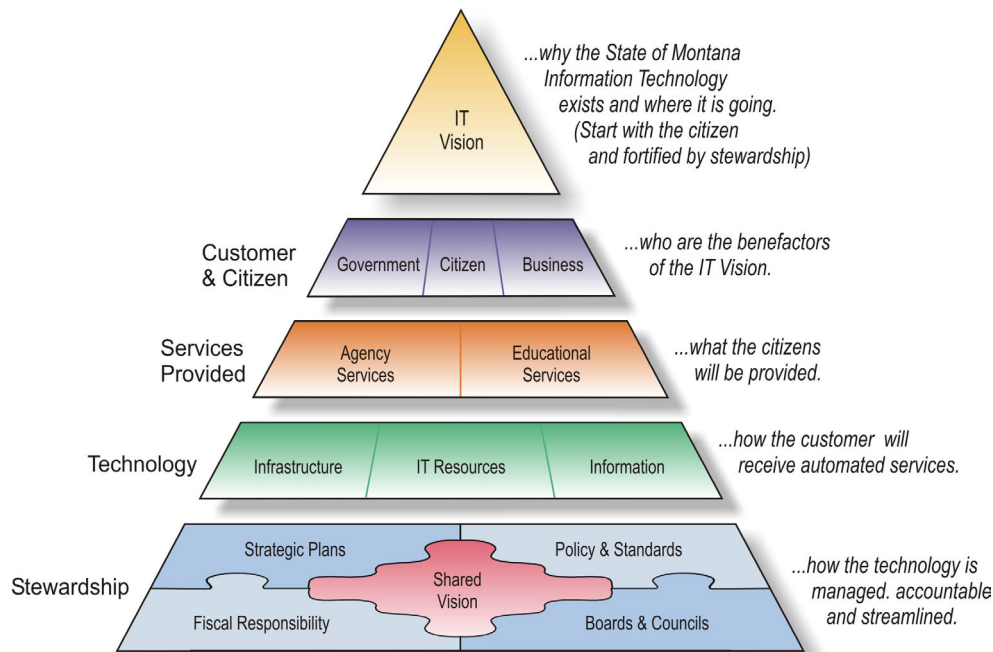 IT
Vision
...why the State of Montana
Information Technology
exists and where it is going.
(Start with the citizen
and fortified by stewardship)
Customer
& Citizen
Government
Citizen
Business
...who are the benefactors
of the IT Vision.
Services
Provided
Agency
Services
Educational
Services
...what the citizens
will be provided.
Technology
Infrastructure
IT Resources
Information
...how the customer will
receive automated services.
Stewardship
Strategic Plans
Policy & Standards
Shared
Vision
Fiscal Responsibility
Boards & Councils
...how the technology is
managed. accountable
and streamlined.